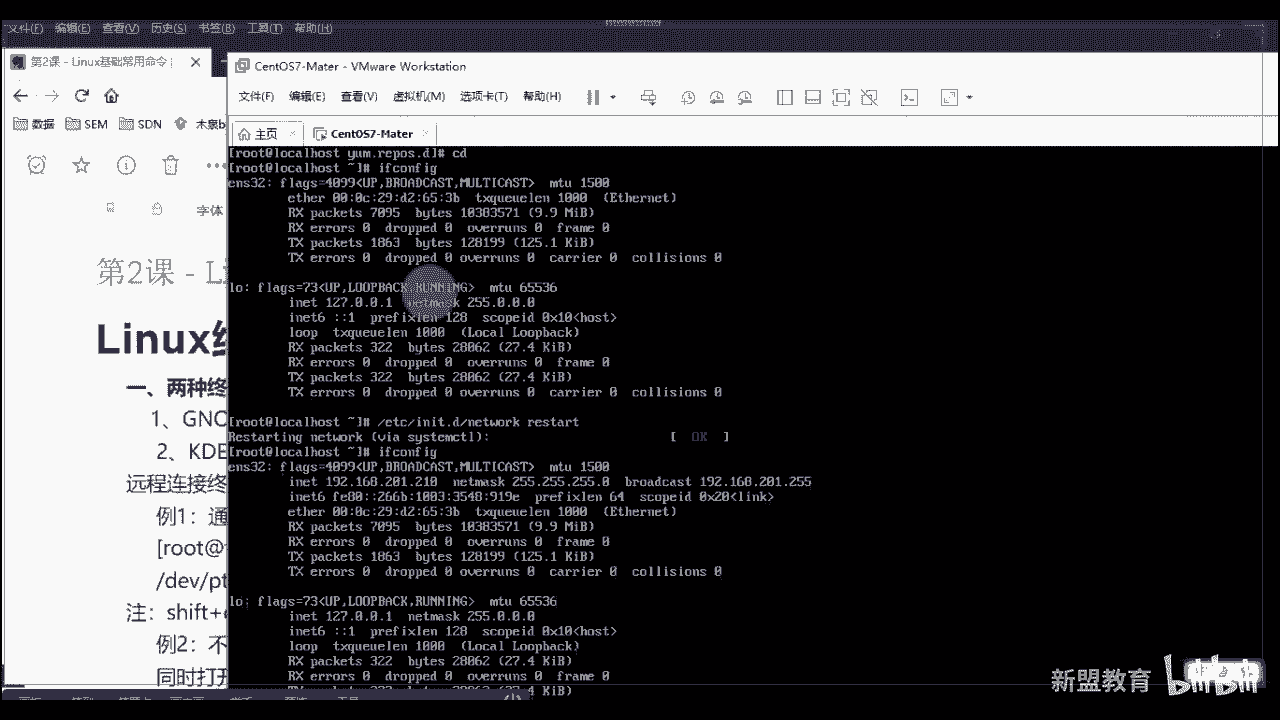 文件(F) 编辑(E) 查看(V) 历史(S) 书签(B) 工具(T) 帮助(H)
第2课 - Linux基础常用命令
CentOS7-Mater - VMware Workstation
文件(F) 编辑(E) 查看(V) 虚拟机(M) 选项卡(T) 帮助(H)
数据 SEM SDN 木泉b
主页 CentOS7-Mater
字体
第2课 - Li
Linux终
一、两种终
1、GNO
2、KDE
远程连接终
例1：通
[root@
/dev/pt
注：shift+
例2：不
同时打开
[root@localhost yum.repos.d]# cd
[root@localhost ~]# ifconfig
ens32: flags=4099<UP,BROADCAST,MULTICAST>  mtu 1500
ether 00:0c:29:d2:65:3b  txqueuelen 1000  (Ethernet)
RX packets 7095  bytes 10383571 (9.9 MiB)
RX errors 0  dropped 0  overruns 0  frame 0
TX packets 1863  bytes 128199 (125.1 KiB)
TX errors 0  dropped 0 overruns 0  carrier 0  collisions 0
lo: flags=73<UP,LOOPBACK,RUNNING>  mtu 65536
inet 127.0.0.1  netmask 255.0.0.0
inet6 ::1  prefixlen 128  scopeid 0x10<host>
loop  txqueuelen 1000  (Local Loopback)
RX packets 322  bytes 28062 (27.4 KiB)
RX errors 0  dropped 0  overruns 0  frame 0
TX packets 322  bytes 28062 (27.4 KiB)
TX errors 0  dropped 0 overruns 0  carrier 0  collisions 0
[root@localhost ~]# /etc/init.d/network restart
Restarting network (via systemctl):                        [  OK  ]
[root@localhost ~]# ifconfig
ens32: flags=4099<UP,BROADCAST,MULTICAST>  mtu 1500
inet 192.168.201.210  netmask 255.255.255.0  broadcast 192.168.201.255
inet6 fe80::266b:1003:3548:919e  prefixlen 64  scopeid 0x20<link>
ether 00:0c:29:d2:65:3b  txqueuelen 1000  (Ethernet)
RX packets 7095  bytes 10383571 (9.9 MiB)
RX errors 0  dropped 0  overruns 0  frame 0
TX packets 1863  bytes 128199 (125.1 KiB)
TX errors 0  dropped 0 overruns 0  carrier 0  collisions 0
lo: flags=73<UP,LOOPBACK,RUNNING>  mtu 65536
inet 127.0.0.1  netmask 255.0.0.0
inet6 ::1  prefixlen 128  scopeid 0x10<host>
loop  txqueuelen 1000  (Local Loopback)
RX packets 322  bytes 28062 (27.4 KiB)
RX errors 0  dropped 0  overruns 0  frame 0
新盟教育 bilibili